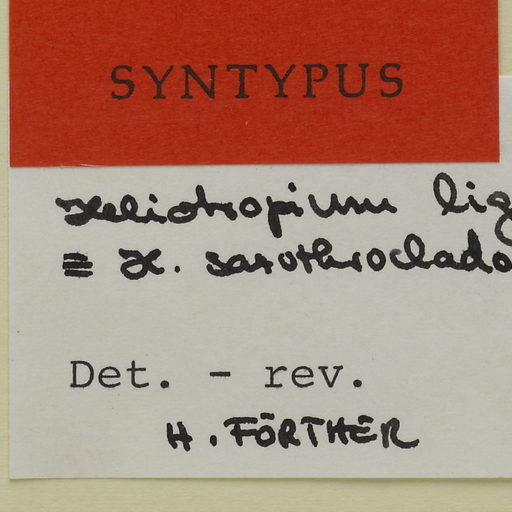 SYNTYPUS
Heliotropium lig
≡ H. sarothroclado
Det. - rev.
H. FÖRTHER